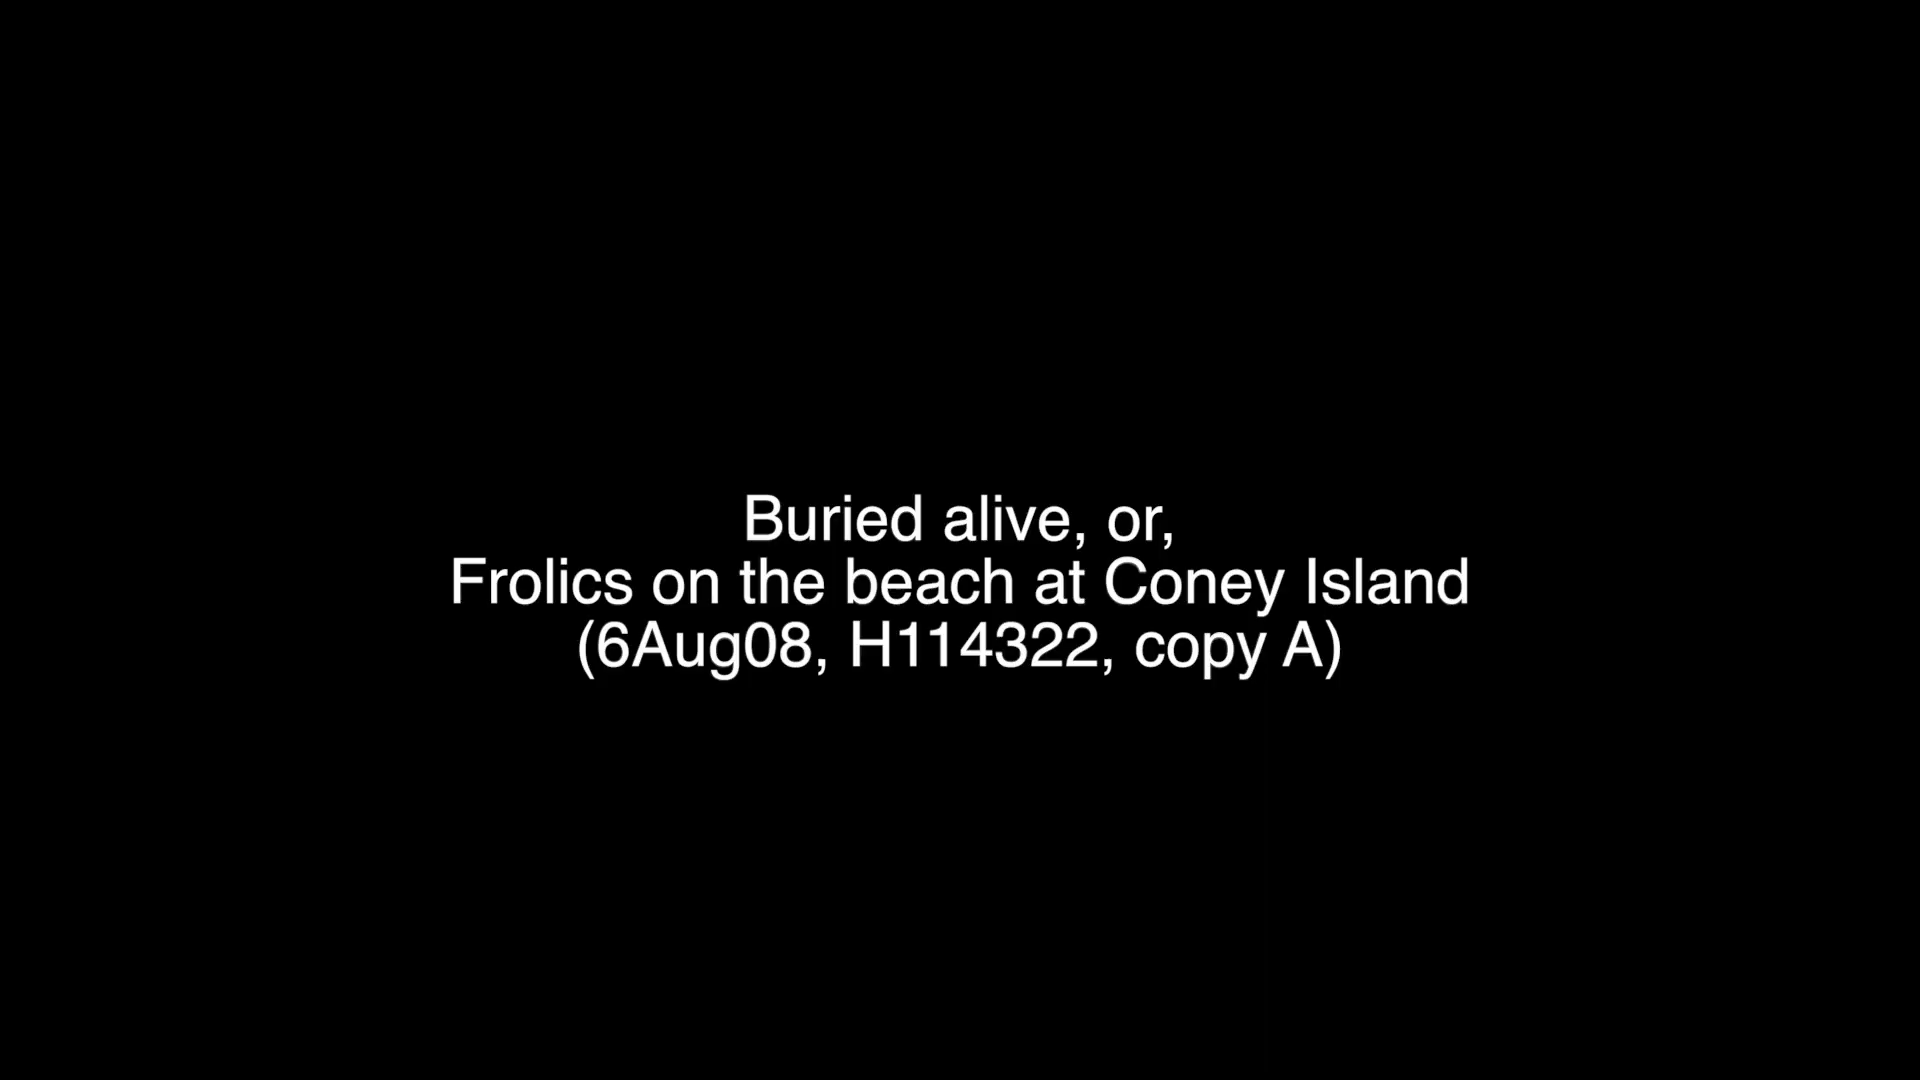 Buried alive, or,
Frolics on the beach at Coney Island
(6Aug08, H114322, copy A)